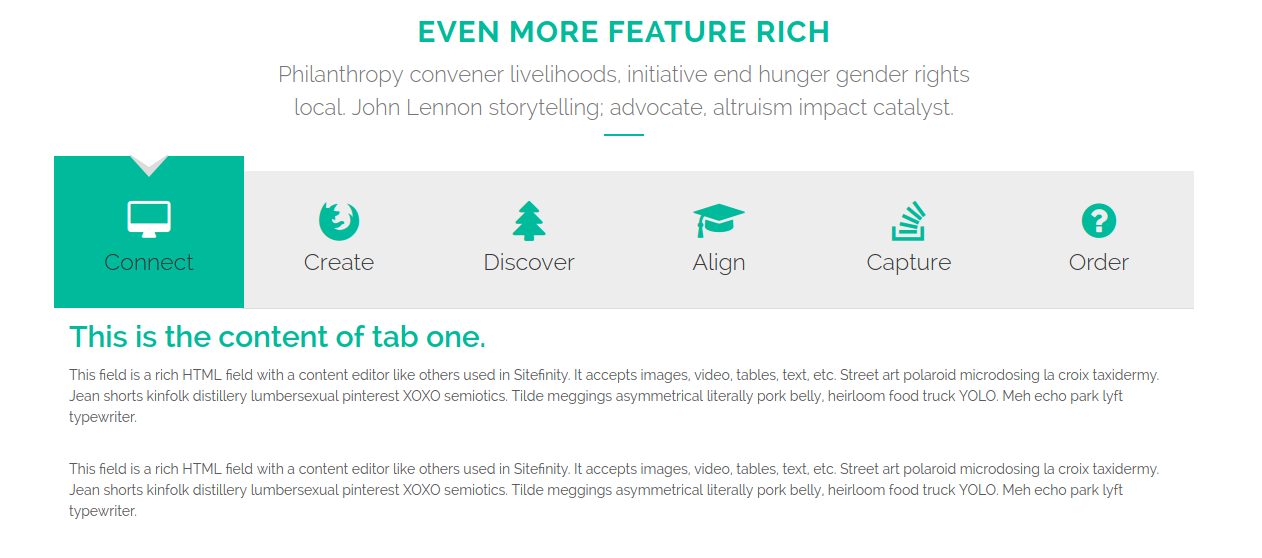 EVEN MORE FEATURE RICH
Philanthropy convener livelihoods, initiative end hunger gender rights
local. John Lennon storytelling; advocate, altruism impact catalyst.
Connect
Create
Discover
Align
Capture
Order
This is the content of tab one.
This field is a rich HTML field with a content editor like others used in Sitefinity. It accepts images, video, tables, text, etc. Street art polaroid microdosing la croix taxidermy.
Jean shorts kinfolk distillery lumbersexual pinterest XOXO semiotics. Tilde meggings asymmetrical literally pork belly, heirloom food truck YOLO. Meh echo park lyft
typewriter.
This field is a rich HTML field with a content editor like others used in Sitefinity. It accepts images, video, tables, text, etc. Street art polaroid microdosing la croix taxidermy.
Jean shorts kinfolk distillery lumbersexual pinterest XOXO semiotics. Tilde meggings asymmetrical literally pork belly, heirloom food truck YOLO. Meh echo park lyft
typewriter.